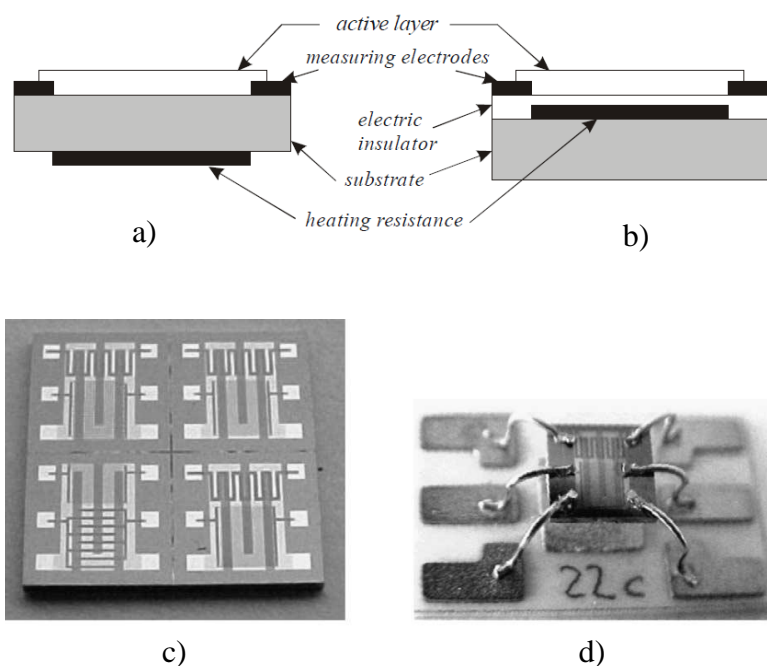 active layer
measuring electrodes
electric
insulator
substrate
heating resistance
a)
b)
22c
c)
d)